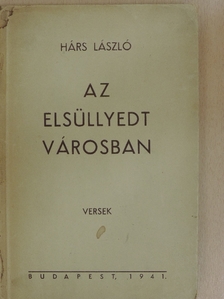 HÁRS LÁSZLÓ
AZ
ELSÜLLYEDT
VÁROSBAN
VERSEK
BUDAPEST, 1941.